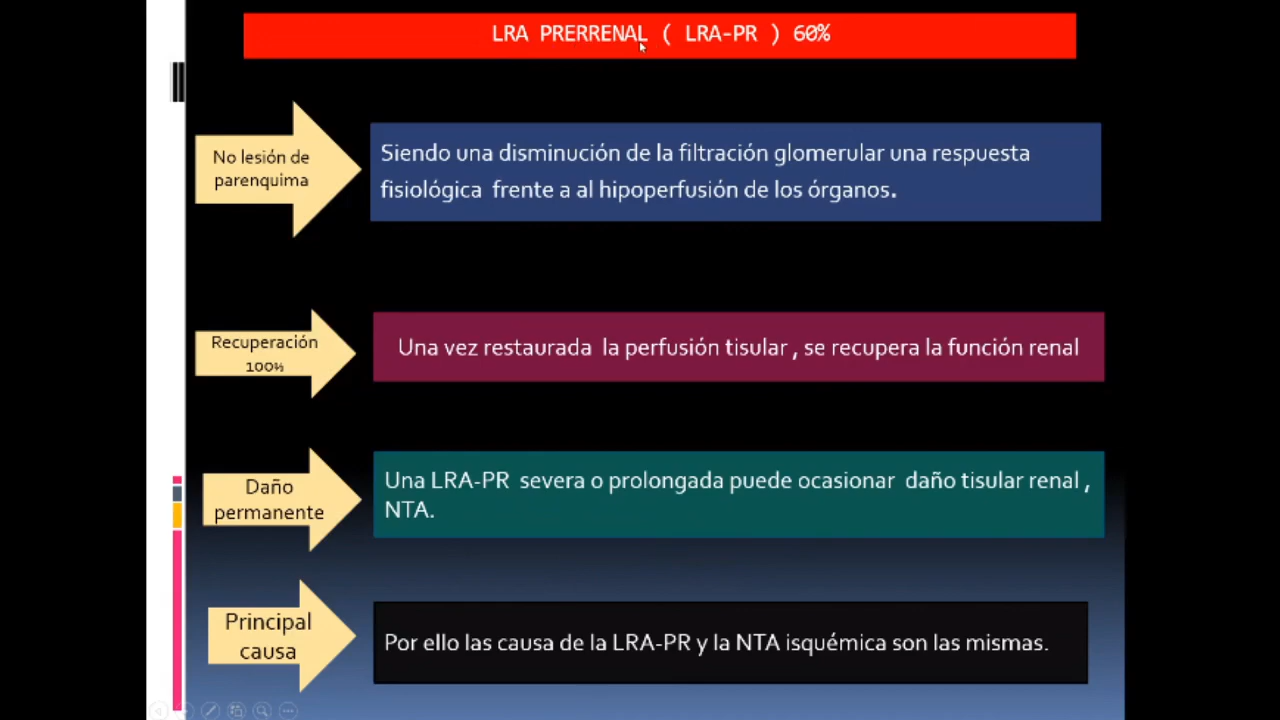 LRA PRERRENAL ( LRA-PR ) 60%
No lesión de
parenquima
Siendo una disminución de la filtración glomerular una respuesta
fisiológica frente a al hipoperfusión de los órganos.
Recuperación
100%
Una vez restaurada la perfusión tisular , se recupera la función renal
Daño
permanente
Una LRA-PR severa o prolongada puede ocasionar daño tisular renal ,
NTA.
Principal
causa
Por ello las causa de la LRA-PR y la NTA isquémica son las mismas.